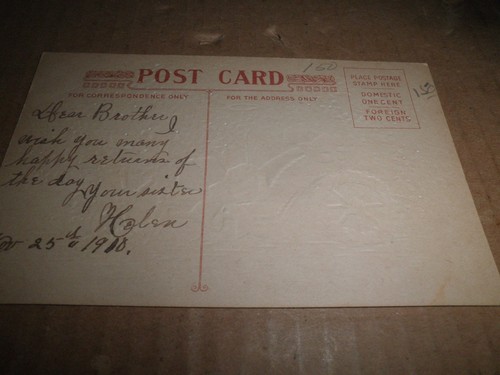 POST CARD
FOR CORRESPONDENCE ONLY
FOR THE ADDRESS ONLY
PLACE POSTAGE
STAMP HERE
DOMESTIC
ONE CENT
FOREIGN
TWO CENTS
Dear Brother,
I
wish you many
happy returns of
the day, your sister
Helen
25th 1910.